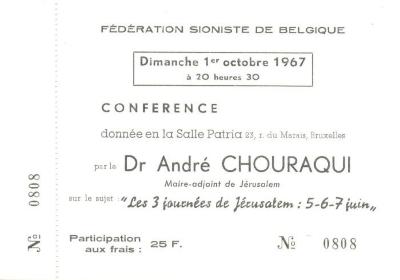 FÉDÉRATION SIONISTE DE BELGIQUE
Dimanche 1er octobre 1967
à 20 heures 30
CONFERENCE
donnée en la Salle Patria 23, r. du Marais, Bruxelles
par le Dr André CHOURAQUI
Maire-adjoint de Jérusalem
sur le sujet : "Les 3 journées de Jérusalem : 5-6-7 juin"
Participation
aux frais : 25 F.
No 0808
No 0808